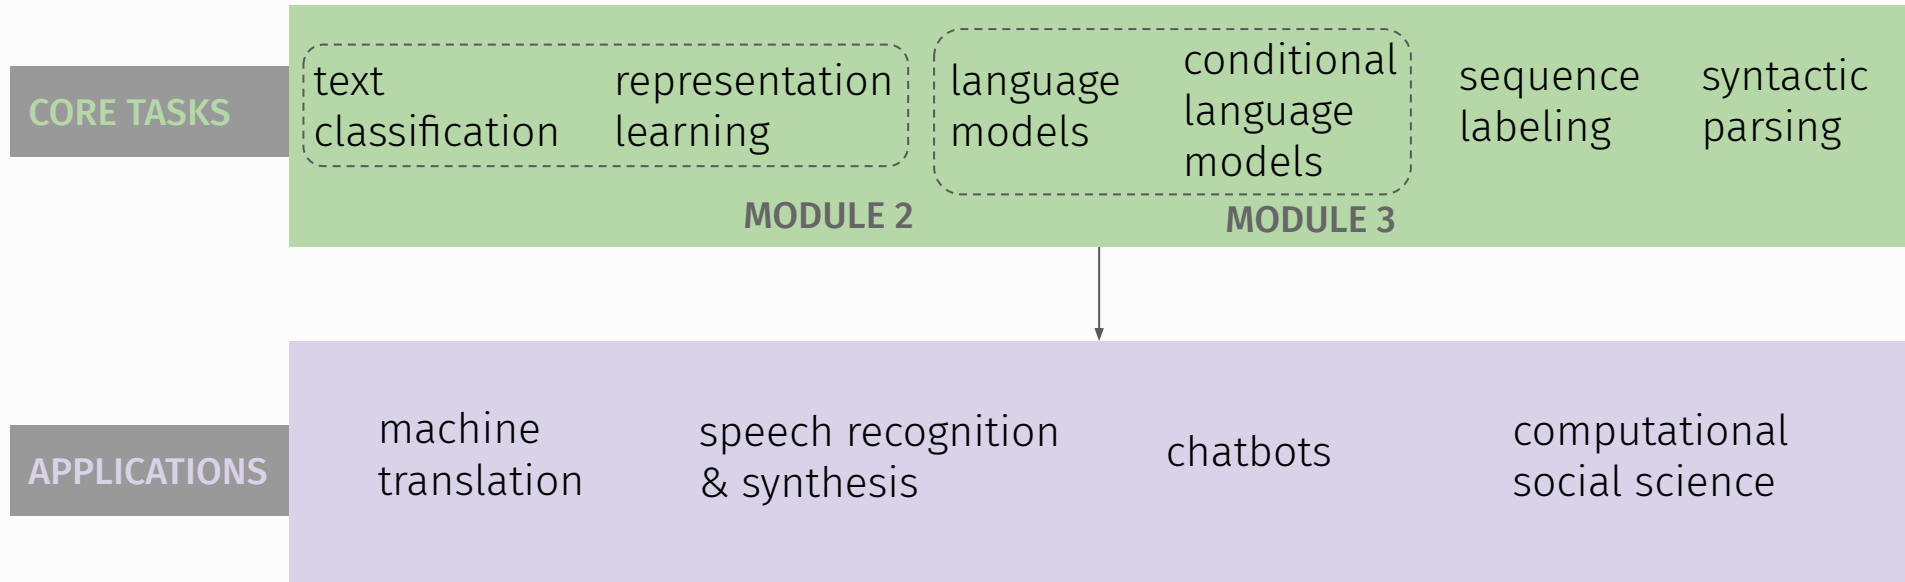 CORE TASKS
text
classification
representation
learning
MODULE 2
language
models
conditional
language
models
MODULE 3
sequence
labeling
syntactic
parsing
APPLICATIONS
machine
translation
speech recognition
& synthesis
chatbots
computational
social science